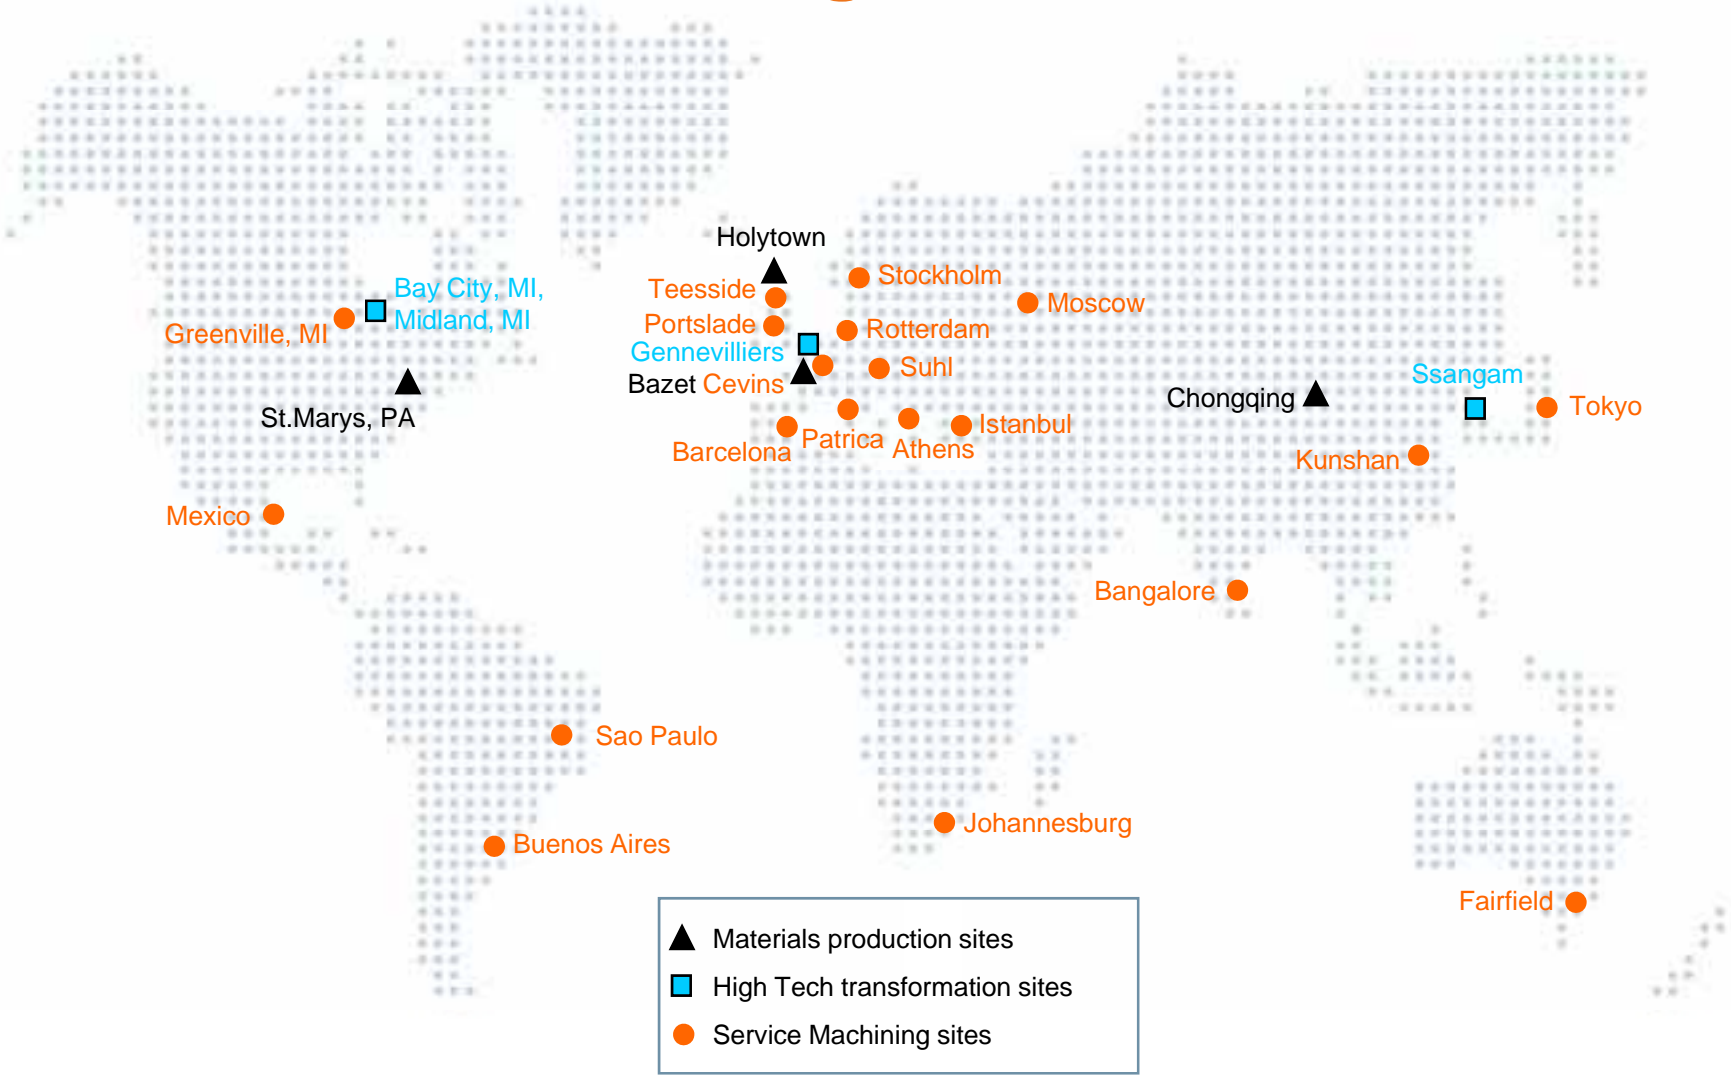 Holytown
Stockholm
Teesside
Moscow
Bay City, MI,
Midland, MI
Greenville, MI
Portslade
Rotterdam
Gennevilliers
Suhl
Bazet Cevins
Ssangam
Chongqing
Tokyo
St.Marys, PA
Istanbul
Patrica
Athens
Barcelona
Kunshan
Mexico
Bangalore
Sao Paulo
Johannesburg
Buenos Aires
Fairfield
Materials production sites
High Tech transformation sites
Service Machining sites